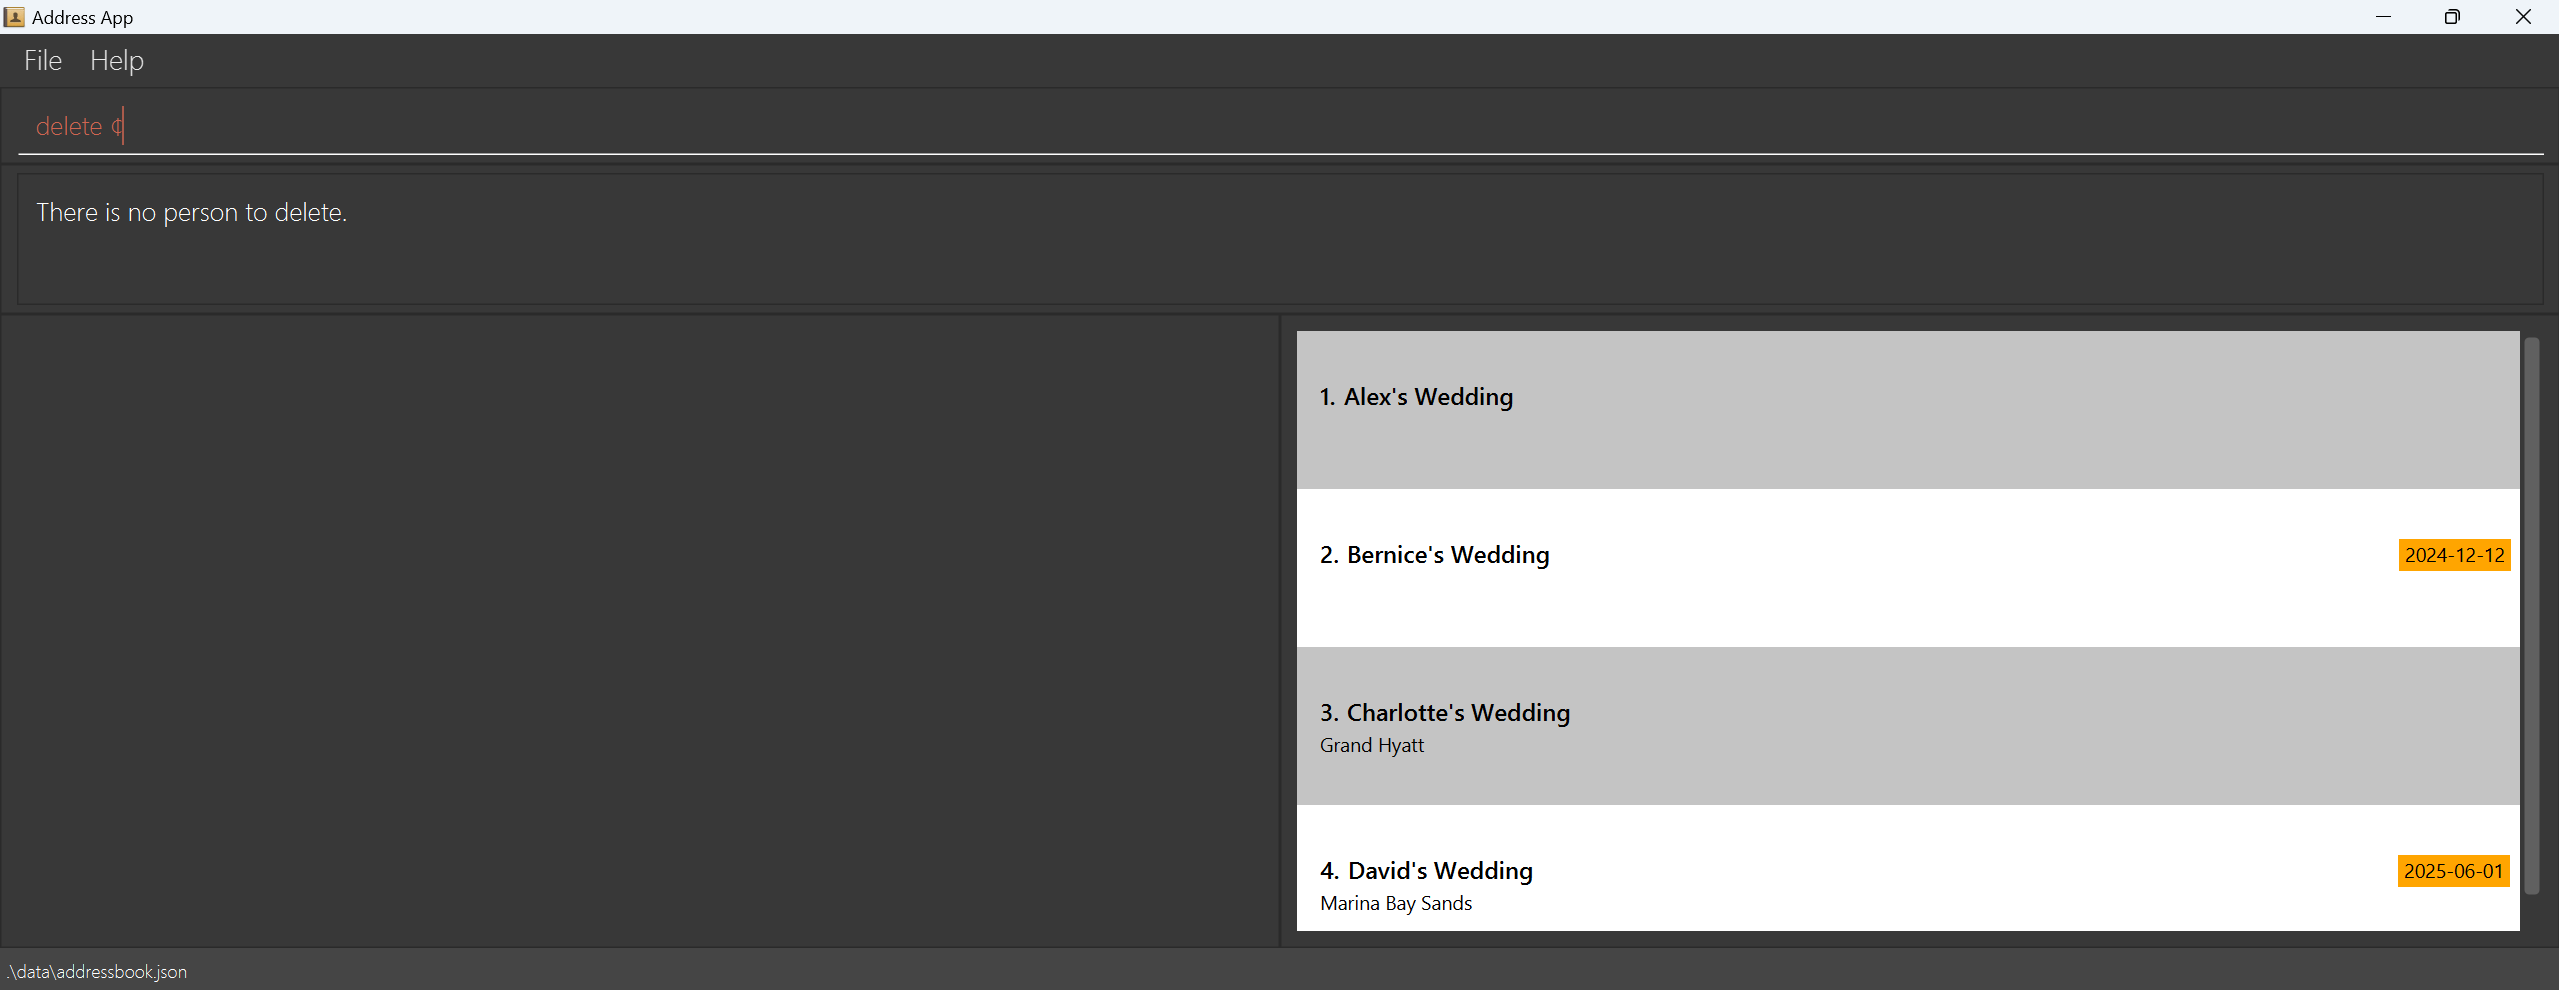 Address App
File Help
delete ¢
There is no person to delete.
1. Alex's Wedding
2. Bernice's Wedding
2024-12-12
3. Charlotte's Wedding
Grand Hyatt
4. David's Wedding
2025-06-01
Marina Bay Sands
.\data\addressbook.json